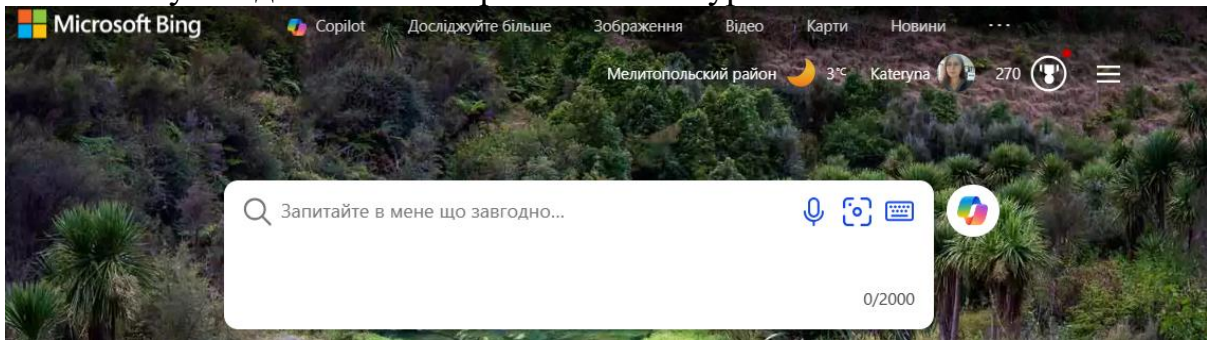 Microsoft Bing Copilot Досліджуйте більше Зображення Відео Карти Новини ...
Мелитопольский район 3°C Kateryna 270
Запитайте в мене що завгодно...
0/2000